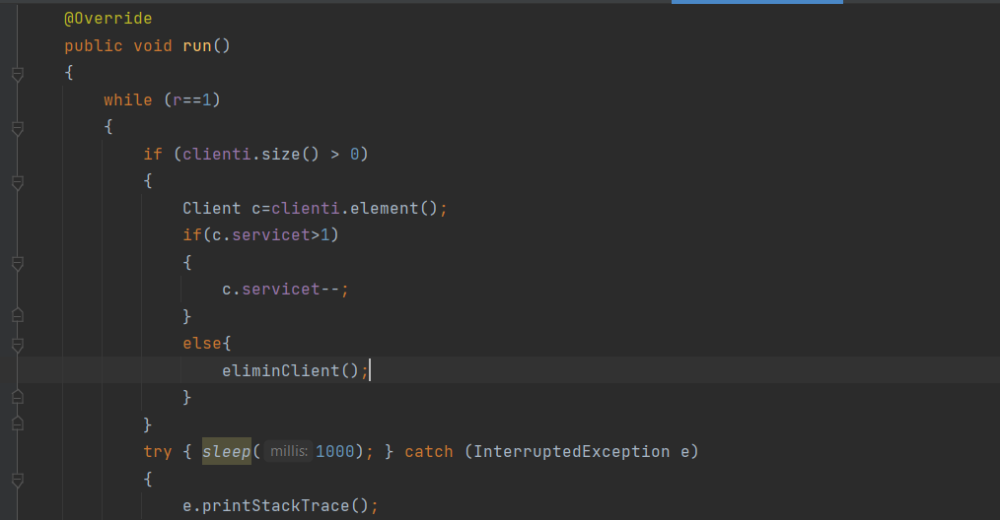 @Override
public void run()
{
while (r==1)
{
if (clienti.size() > 0)
{
Client c=clienti.element();
if(c.servicet>1)
{
c.servicet--;
}
else{
eliminClient();
}
}
try { sleep( millis: 1000); } catch (InterruptedException e)
{
e.printStackTrace();